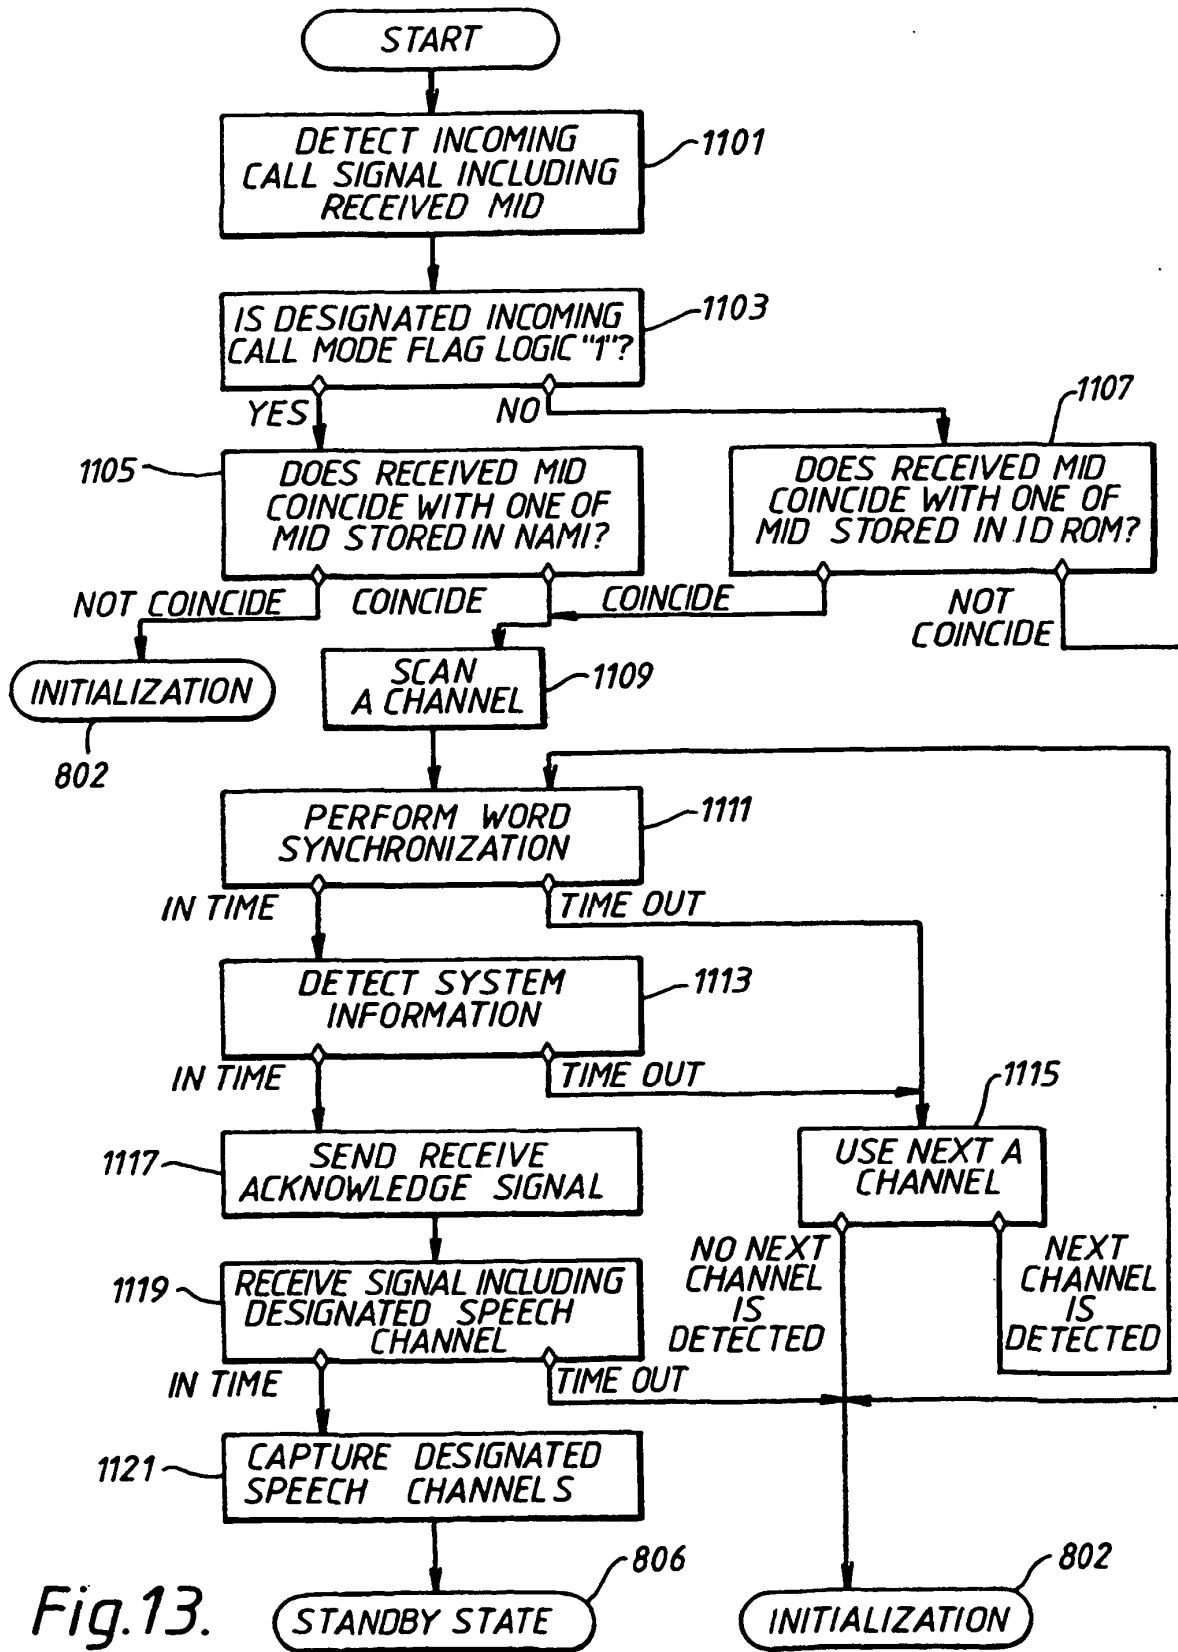 START
DETECT INCOMING
CALL SIGNAL INCLUDING
RECEIVED MID
1101
IS DESIGNATED INCOMING
CALL MODE FLAG LOGIC "1"?
1103
YES
NO
1107
1105
DOES RECEIVED MID
COINCIDE WITH ONE OF
MID STORED IN NAMI?
DOES RECEIVED MID
COINCIDE WITH ONE OF
MID STORED IN ID ROM?
NOT COINCIDE
COINCIDE
COINCIDE
NOT
COINCIDE
INITIALIZATION
802
SCAN
A CHANNEL
1109
PERFORM WORD
SYNCHRONIZATION
1111
IN TIME
TIME OUT
DETECT SYSTEM
INFORMATION
1113
IN TIME
TIME OUT
1115
1117
SEND RECEIVE
ACKNOWLEDGE SIGNAL
USE NEXT A
CHANNEL
1119
RECEIVE SIGNAL INCLUDING
DESIGNATED SPEECH
CHANNEL
NO NEXT
CHANNEL
IS
DETECTED
NEXT
CHANNEL
IS
DETECTED
IN TIME
TIME OUT
1121
CAPTURE DESIGNATED
SPEECH CHANNELS
806
802
Fig.13.
STANDBY STATE
INITIALIZATION